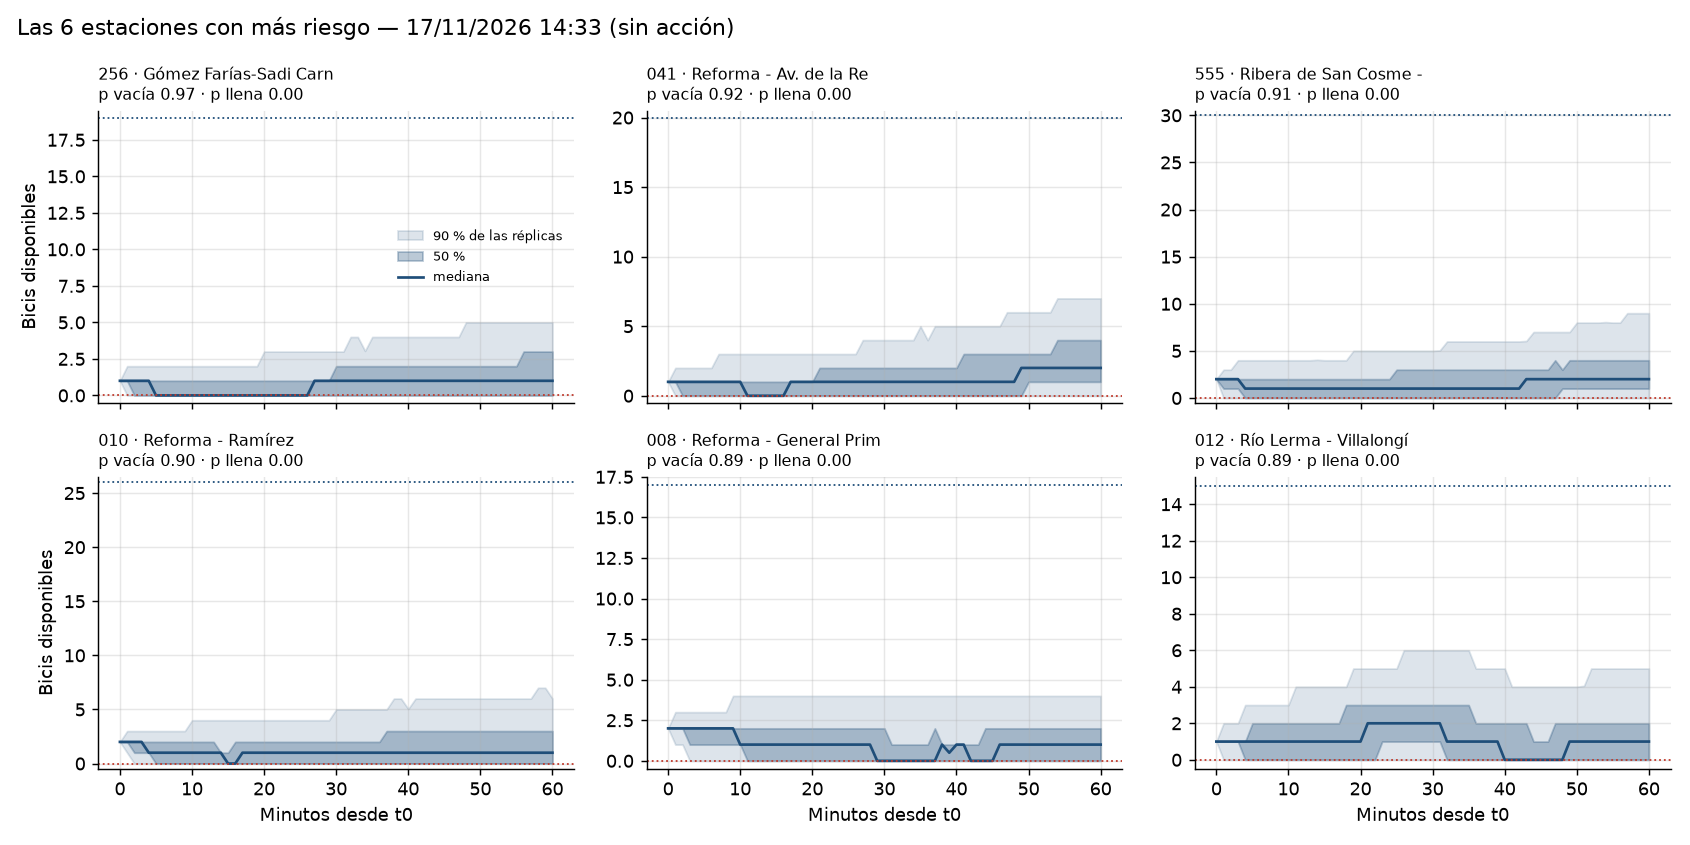 Las 6 estaciones con más riesgo — 17/11/2026 14:33 (sin acción)
256 · Gómez Farías-Sadi Carn
p vacía 0.97 · p llena 0.00
Bicis disponibles
17.5
15.0
12.5
10.0
7.5
5.0
2.5
0.0
90 % de las réplicas
50 %
mediana
041 · Reforma - Av. de la Re
p vacía 0.92 · p llena 0.00
20
15
10
5
0
555 · Ribera de San Cosme -
p vacía 0.91 · p llena 0.00
30
25
20
15
10
5
0
010 · Reforma - Ramírez
p vacía 0.90 · p llena 0.00
Bicis disponibles
25
20
15
10
5
0
0 10 20 30 40 50 60
Minutos desde t0
008 · Reforma - General Prim
p vacía 0.89 · p llena 0.00
17.5
15.0
12.5
10.0
7.5
5.0
2.5
0.0
0 10 20 30 40 50 60
Minutos desde t0
012 · Río Lerma - Villalongí
p vacía 0.89 · p llena 0.00
14
12
10
8
6
4
2
0
0 10 20 30 40 50 60
Minutos desde t0